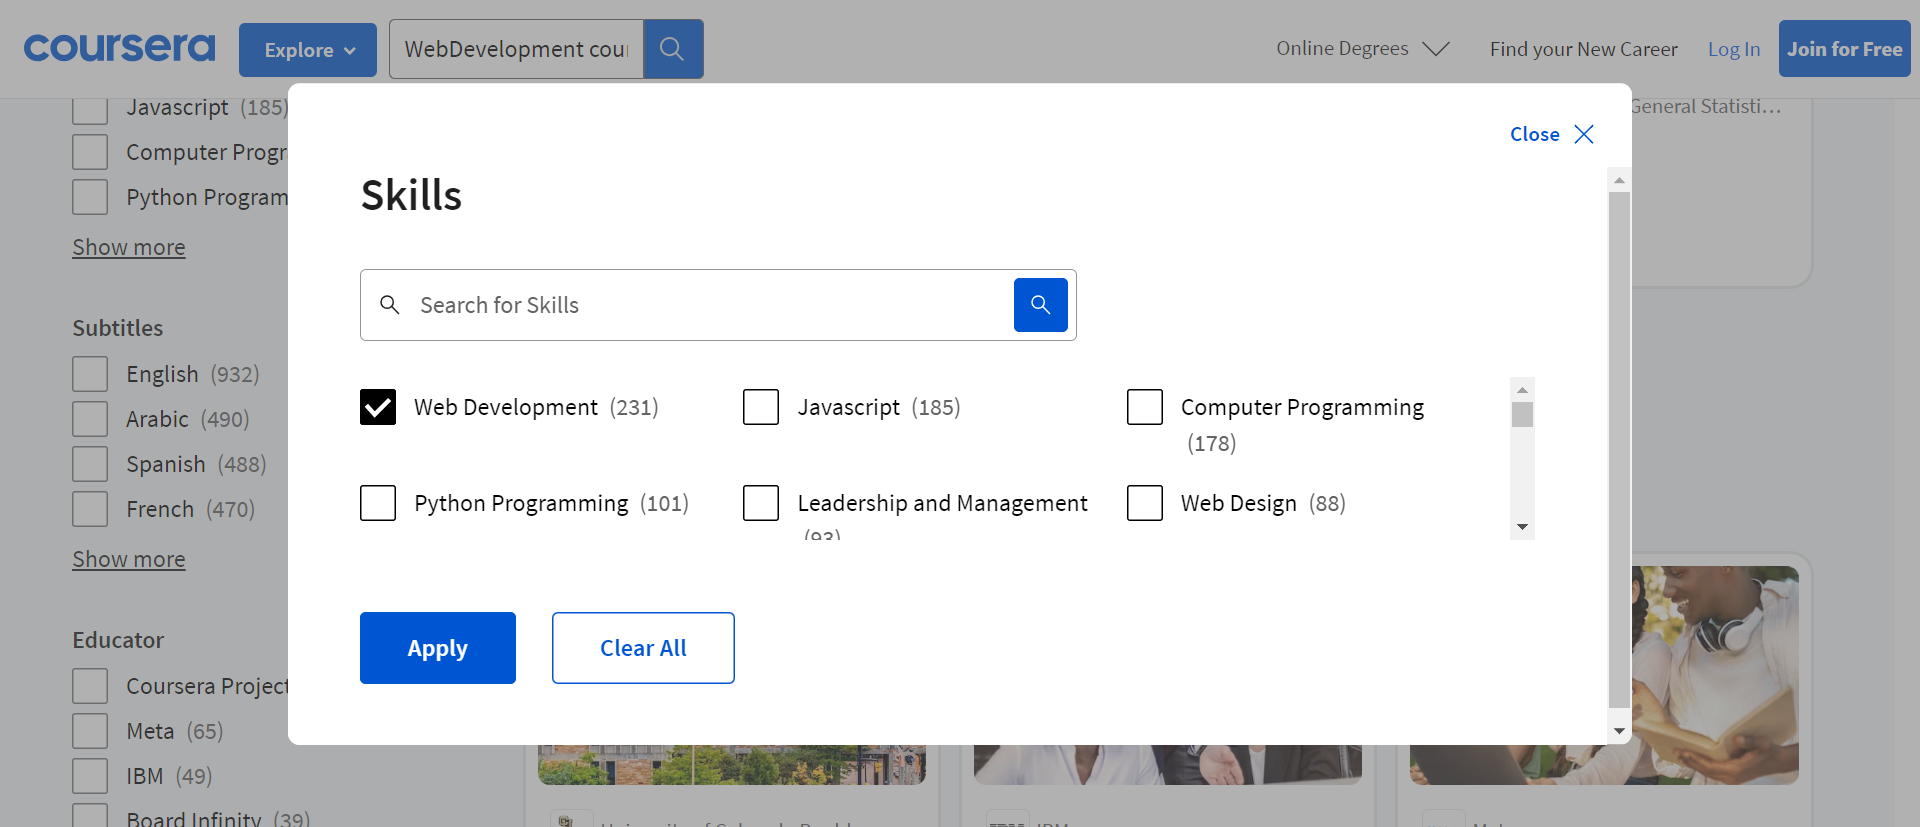 coursera
Explore
WebDevelopment cou
Online Degrees
Find your New Career
Log In
Join for Free
Javascript (185)
Computer Progr
Python Program
Show more
Subtitles
English (932)
Arabic (490)
Spanish (488)
French (470)
Show more
Educator
Coursera Project
Meta (65)
IBM (49)
Board Infinity (39)
General Statisti...
Close
Skills
Search for Skills
Web Development (231)
Javascript (185)
Computer Programming
(178)
Python Programming (101)
Leadership and Management
(93)
Web Design (88)
Apply
Clear All
IBM
Meta